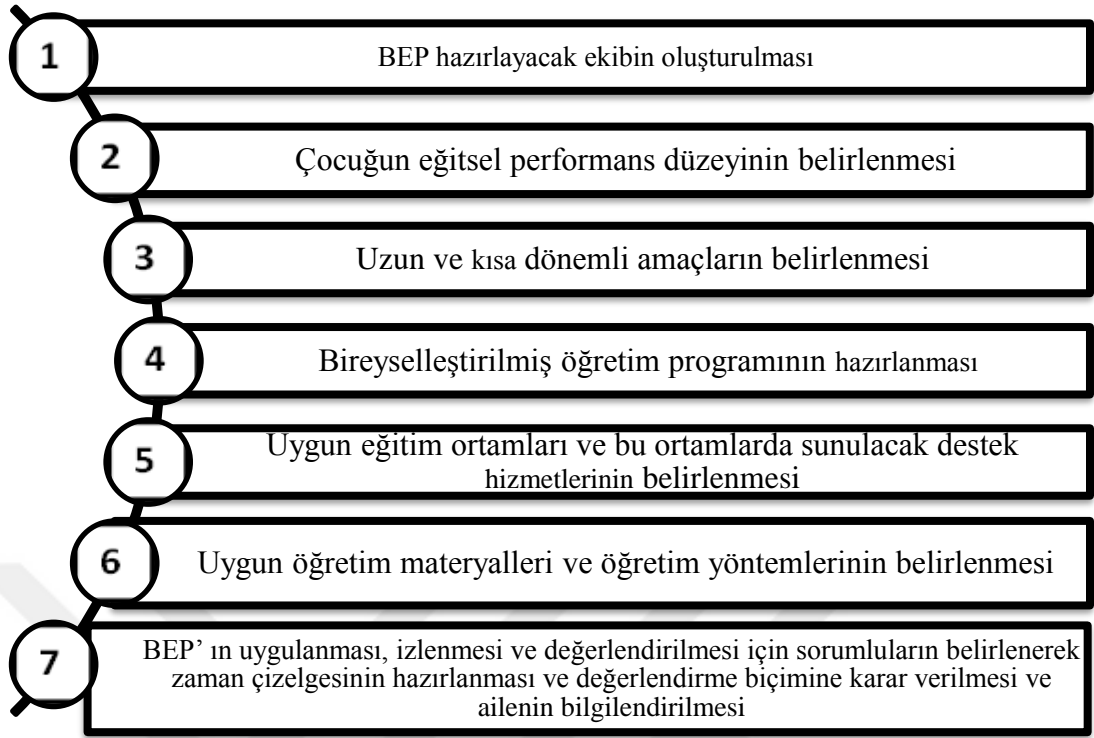 1
BEP hazırlayacak ekibin oluşturulması
2
Çocuğun eğitsel performans düzeyinin belirlenmesi
3
Uzun ve kısa dönemli amaçların belirlenmesi
4
Bireyselleştirilmiş öğretim programının hazırlanması
5
Uygun eğitim ortamları ve bu ortamlarda sunulacak destek
hizmetlerinin belirlenmesi
6
Uygun öğretim materyalleri ve öğretim yöntemlerinin belirlenmesi
7
BEP’ ın uygulanması, izlenmesi ve değerlendirilmesi için sorumluların belirlenerek
zaman çizelgesinin hazırlanması ve değerlendirme biçimine karar verilmesi ve
ailenin bilgilendirilmesi